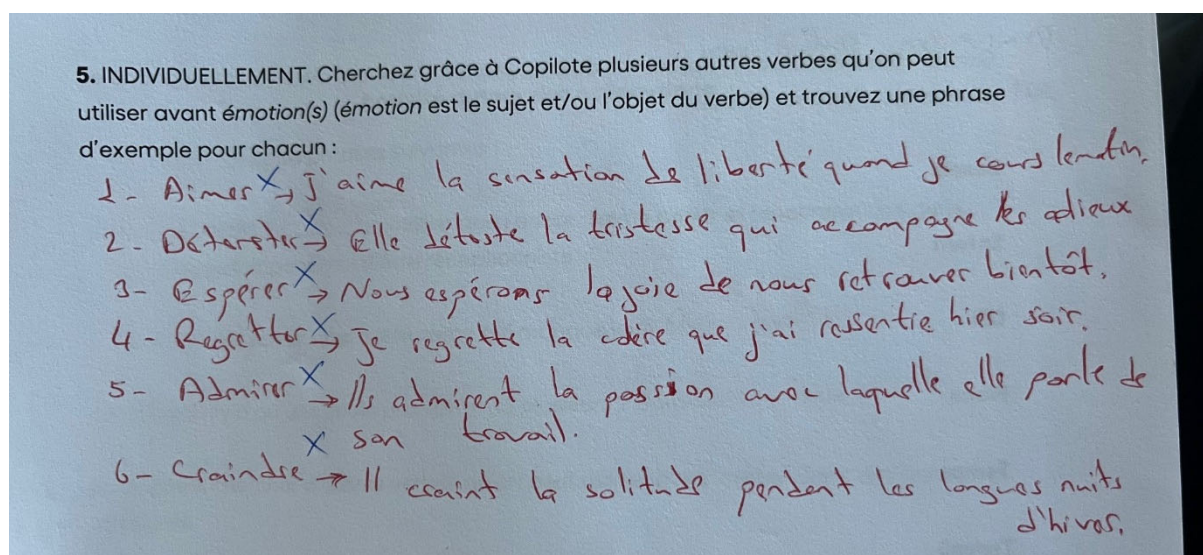 5. INDIVIDUELLEMENT. Cherchez grâce à Copilote plusieurs autres verbes qu'on peut
utiliser avant émotion(s) (émotion est le sujet et/ou l'objet du verbe) et trouvez une phrase
d'exemple pour chacun :
1- Aimer X → J'aime la sensation de liberté quand je cours le matin.
2- Détester X → Elle déteste la tristesse qui accompagne les adieux
3- Espérer X → Nous espérons la joie de nous retrouver bientôt.
4- Regretter X → Je regrette la colère que j'ai ressentie hier soir.
5- Admirer X → Ils admirent la passion avec laquelle elle parle de
son travail.
6- Craindre X → Il craint la solitude pendant les longues nuits
d'hiver.